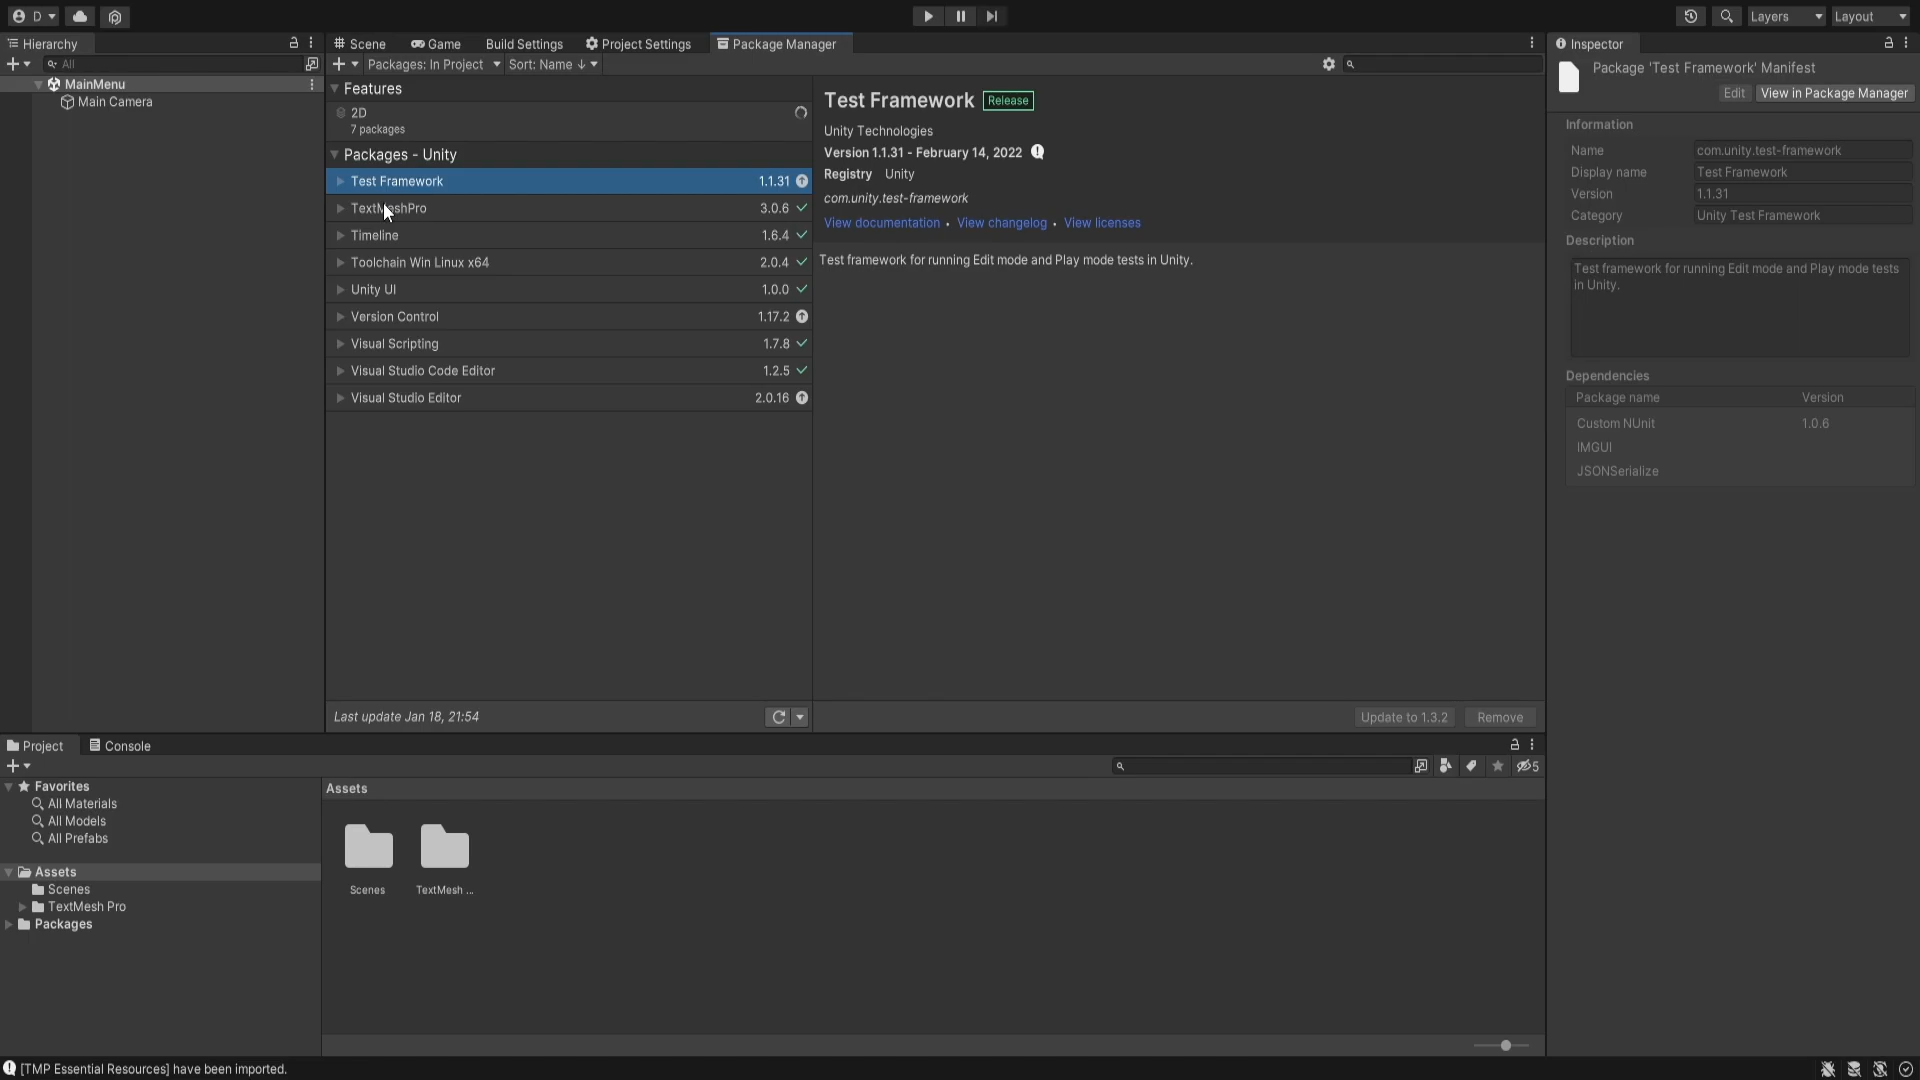 D
Layers
Layout
Hierarchy
All
MainMenu
Main Camera
Scene
Game
Build Settings
Project Settings
Package Manager
Packages: In Project
Sort: Name ↓
Features
2D
7 packages
Packages - Unity
Test Framework 1.1.31
TextMeshPro 3.0.6
Timeline 1.6.4
Toolchain Win Linux x64 2.0.4
Unity UI 1.0.0
Version Control 1.17.2
Visual Scripting 1.7.8
Visual Studio Code Editor 1.2.5
Visual Studio Editor 2.0.16
Last update Jan 18, 21:54
Test Framework Release
Unity Technologies
Version 1.1.31 - February 14, 2022
Registry Unity
com.unity.test-framework
View documentation • View changelog • View licenses
Test framework for running Edit mode and Play mode tests in Unity.
Update to 1.3.2
Remove
Inspector
Package 'Test Framework' Manifest
Edit
View in Package Manager
Information
Name com.unity.test-framework
Display name Test Framework
Version 1.1.31
Category Unity Test Framework
Description
Test framework for running Edit mode and Play mode tests
in Unity.
Dependencies
Package name Version
Custom NUnit 1.0.6
IMGUI
JSONSerialize
Project
Console
5
Favorites
All Materials
All Models
All Prefabs
Assets
Scenes
TextMesh Pro
Packages
Assets
Scenes
TextMesh ...
[TMP Essential Resources] have been imported.